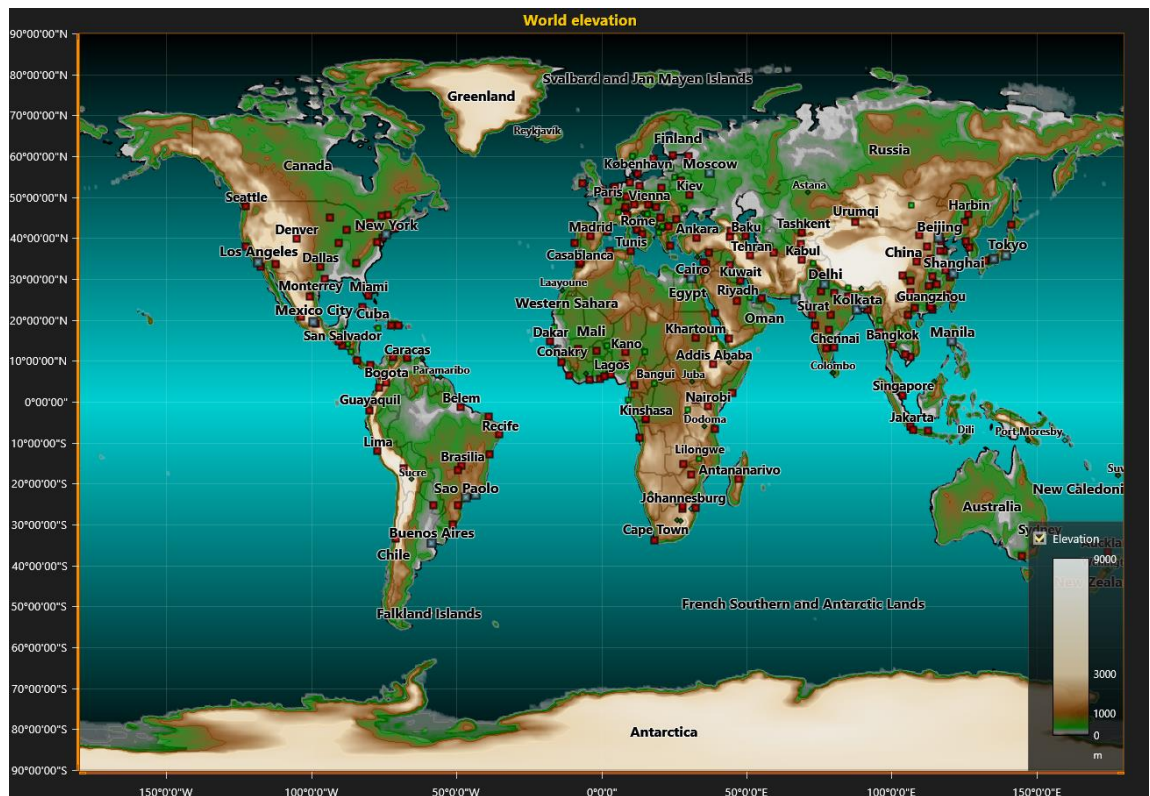 World elevation
90°00'00"N
80°00'00"N
Svalbard and Jan Mayen Islands
Greenland
70°00'00"N
Reykjavik
Finland
60°00'00"N
Canada
København
Moscow
Russia
Paris
Vienna
Kiev
Astana
50°00'00"N
Seattle
Harbin
New York
Rome
Urumqi
Denver
Madrid
Ankara
Baku
Tashkent
Beijing
40°00'00"N
Los Angeles
Tunis
Tehran
Kabul
China
Tokyo
Dallas
Casablanca
Cairo
Kuwait
Delhi
Shanghai
30°00'00"N
Monterrey
Miami
Laayoune
Egypt
Riyadh
Guangzhou
Mexico City
Cuba
Western Sahara
Oman
Surat
Kolkata
20°00'00"N
San Salvador
Dakar
Mali
Khartoum
Chennai
Bangkok
Manila
Caracas
Conakry
Kano
Addis Ababa
10°00'00"N
Bogota
Paramaribo
Lagos
Bangui
Juba
Colombo
Singapore
Guayaquil
Belem
Nairobi
0°00'00"
Kinshasa
Dodoma
Jakarta
Recife
Dili
Port Moresby
10°00'00"S
Lima
Brasilia
Lilongwe
Sucre
Antananarivo
Suv
20°00'00"S
Sao Paolo
Johannesburg
New Caledoni
Australia
30°00'00"S
Buenos Aires
Cape Town
Sydney
Chile
Elevation
Auckla
40°00'00"S
9000
New Zeala
50°00'00"S
Falkland Islands
French Southern and Antarctic Lands
60°00'00"S
3000
70°00'00"S
1000
80°00'00"S
Antarctica
0
m
90°00'00"S
150°0'0"W
100°0'0"W
50°0'0"W
0°0'0"
50°0'0"E
100°0'0"E
150°0'0"E